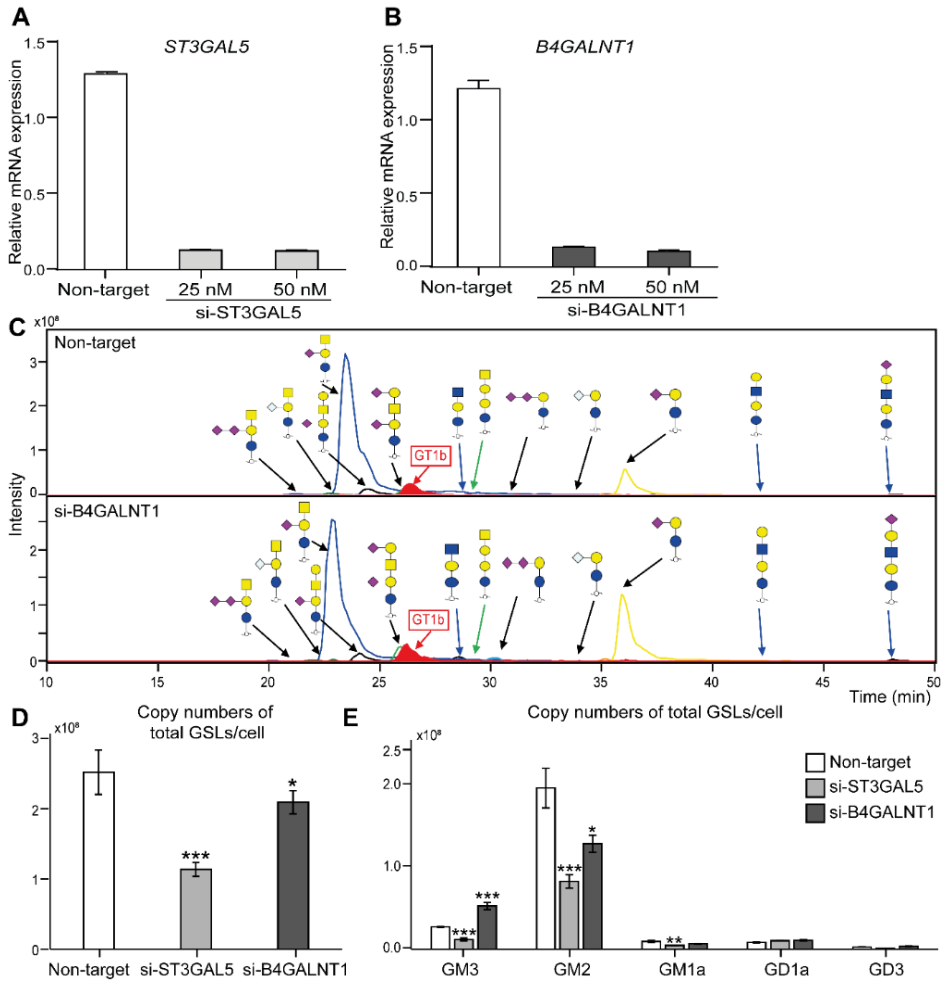 A
ST3GAL5
Relative mRNA expression
1.5
1.0
0.5
0.0
Non-target
25 nM
50 nM
si-ST3GAL5
B
B4GALNT1
Relative mRNA expression
1.5
1.0
0.5
0.0
Non-target
25 nM
50 nM
si-B4GALNT1
C
x10⁸
Non-target
3
2
1
0
GT1b
Intensity
si-B4GALNT1
2
1
0
GT1b
10
15
20
25
30
35
40
45
50
Time (min)
D
Copy numbers of
total GSLs/cell
x10⁸
3
2
1
0
***
*
Non-target
si-ST3GAL5
si-B4GALNT1
E
Copy numbers of total GSLs/cell
x10⁸
2.5
2.0
1.0
0.0
Non-target
si-ST3GAL5
si-B4GALNT1
***
***
***
*
**
GM3
GM2
GM1a
GD1a
GD3